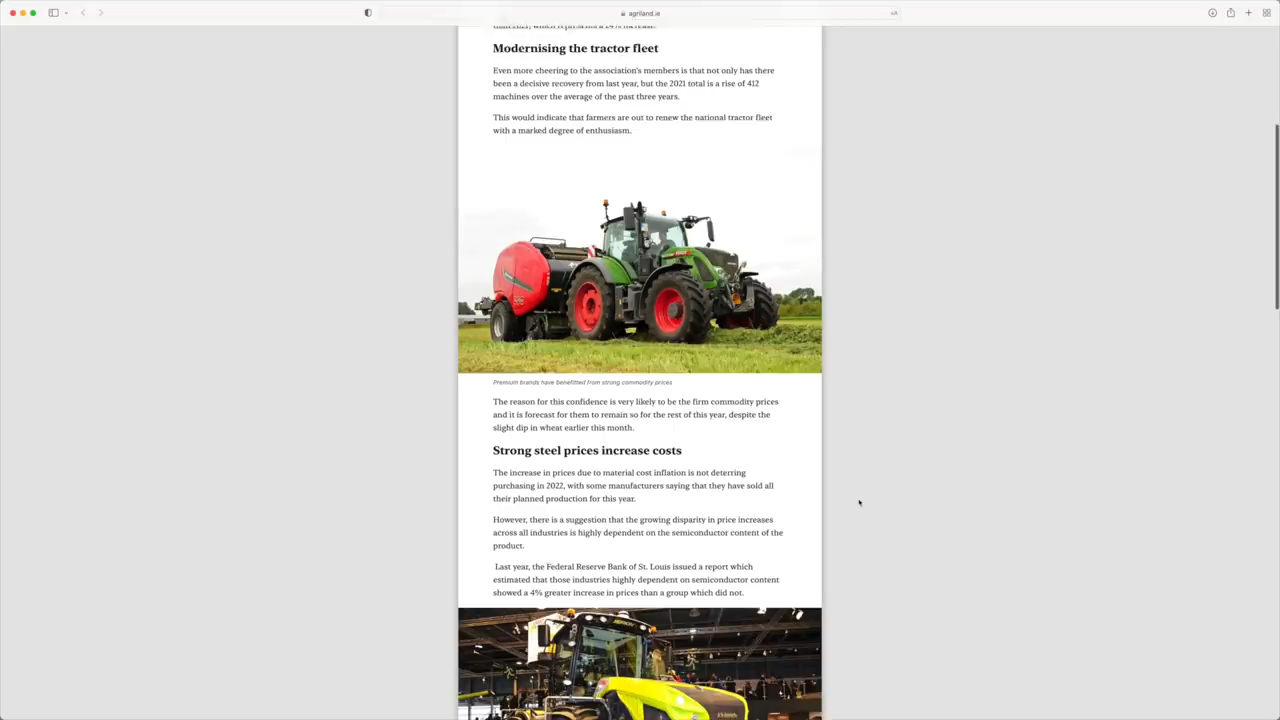 agriland.ie
than 2021, which represents a 24% increase.
Modernising the tractor fleet
Even more cheering to the association's members is that not only has there
been a decisive recovery from last year, but the 2021 total is a rise of 412
machines over the average of the past three years.
This would indicate that farmers are out to renew the national tractor fleet
with a marked degree of enthusiasm.
Premium brands have benefitted from strong commodity prices
The reason for this confidence is very likely to be the firm commodity prices
and it is forecast for them to remain so for the rest of this year, despite the
slight dip in wheat earlier this month.
Strong steel prices increase costs
The increase in prices due to material cost inflation is not deterring
purchasing in 2022, with some manufacturers saying that they have sold all
their planned production for this year.
However, there is a suggestion that the growing disparity in price increases
across all industries is highly dependent on the semiconductor content of the
product.
Last year, the Federal Reserve Bank of St. Louis issued a report which
estimated that those industries highly dependent on semiconductor content
showed a 4% greater increase in prices than a group which did not.